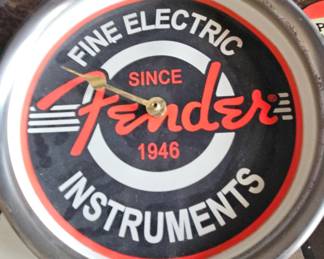 FINE ELECTRIC
SINCE
Fender
1946
INSTRUMENTS